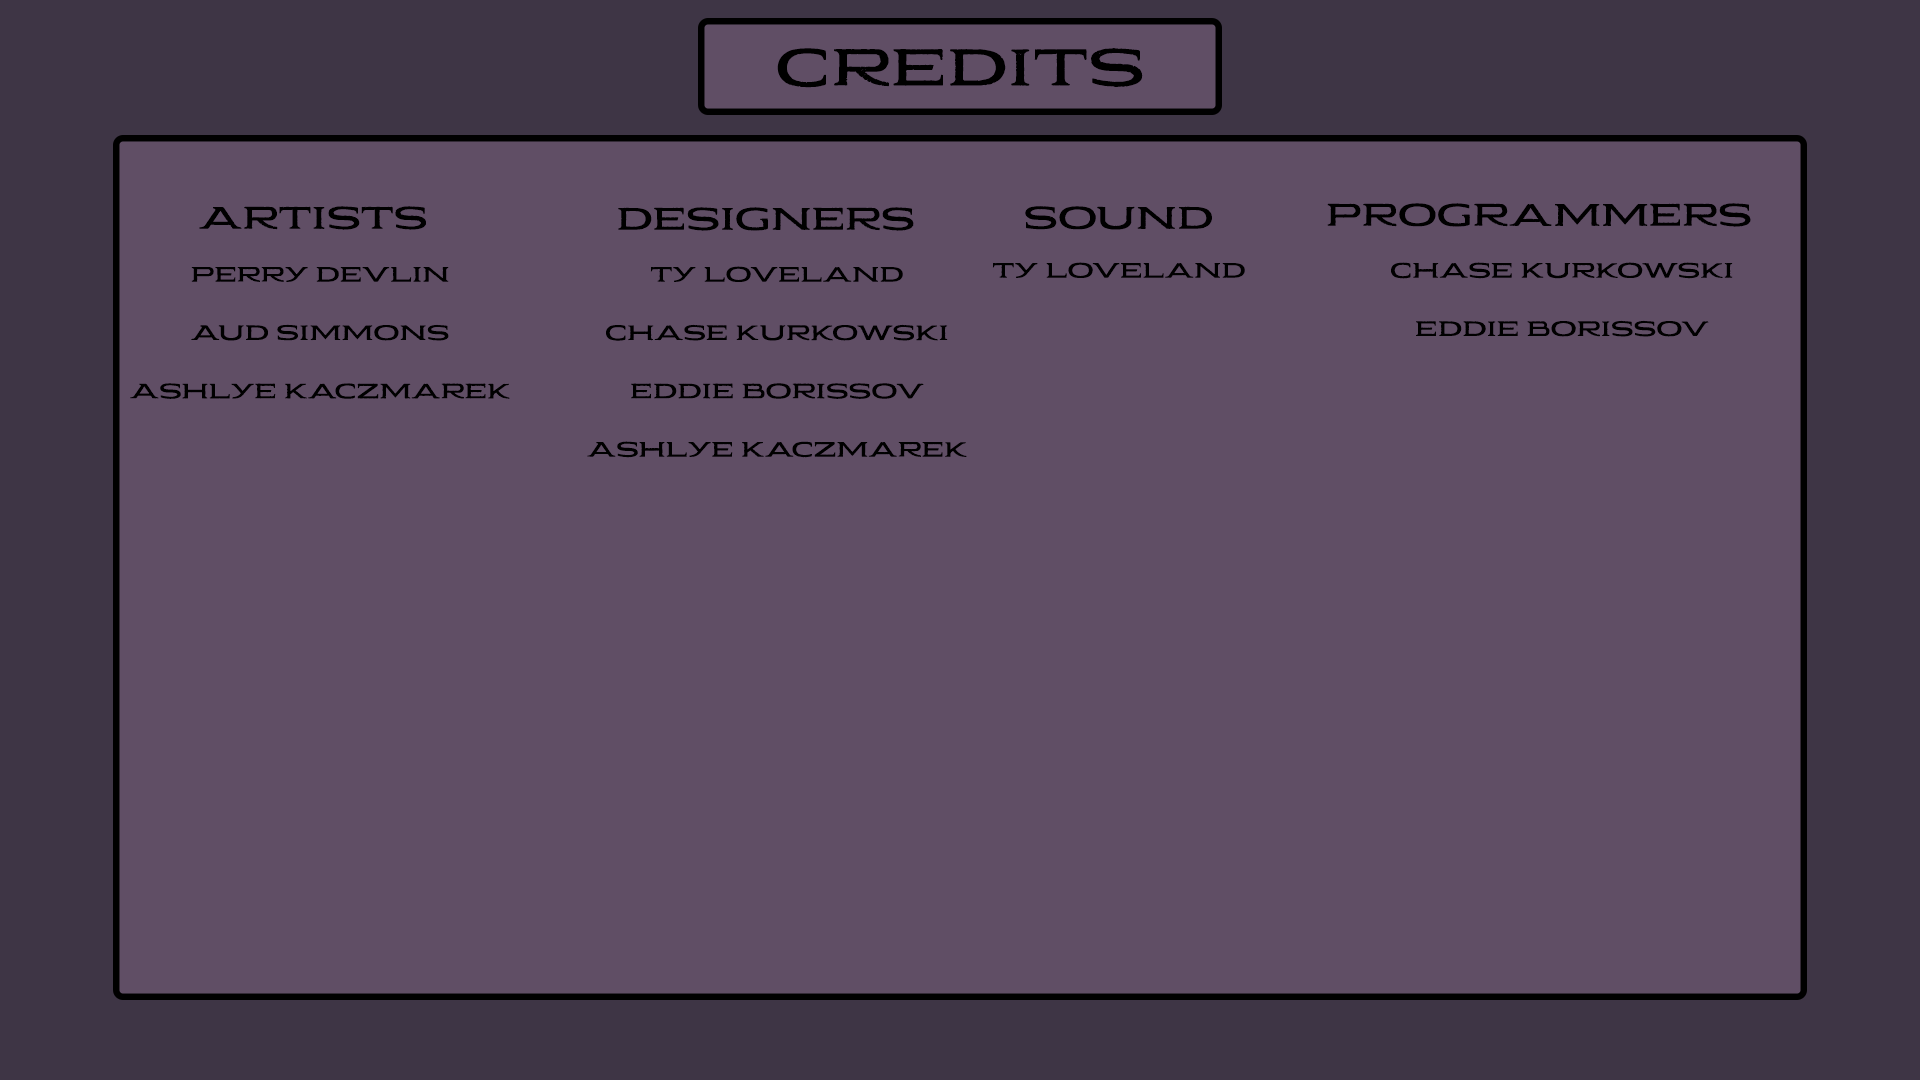 CREDITS
ARTISTS
PERRY DEVLIN
AUD SIMMONS
ASHLYE KACZMAREK
DESIGNERS
TY LOVELAND
CHASE KURKOWSKI
EDDIE BORISSOV
ASHLYE KACZMAREK
SOUND
TY LOVELAND
PROGRAMMERS
CHASE KURKOWSKI
EDDIE BORISSOV